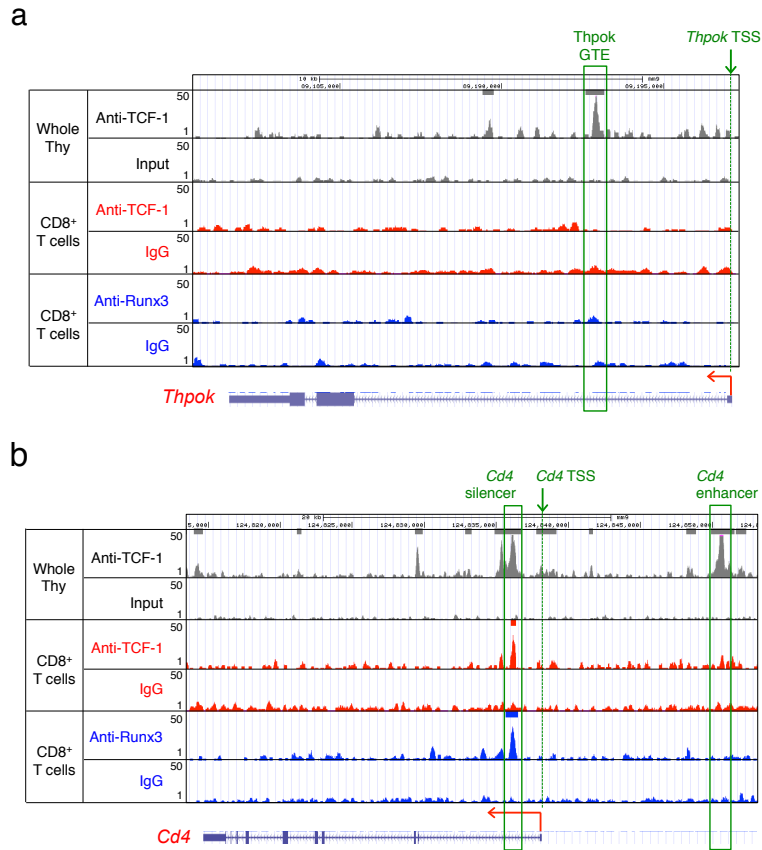 a
Thpok
GTE
Thpok TSS
10 kb
mm9
89,185,000
89,190,000
89,195,000
Whole
Thy
Anti-TCF-1
50
1
Input
50
1
CD8+
T cells
Anti-TCF-1
50
1
IgG
50
1
CD8+
T cells
Anti-Runx3
50
1
IgG
50
1
Thpok
b
Cd4
silencer
Cd4 TSS
Cd4
enhancer
20 kb
mm9
5,000
124,820,000
124,825,000
124,830,000
124,835,000
124,840,000
124,845,000
124,850,000
Whole
Thy
Anti-TCF-1
50
1
Input
50
1
CD8+
T cells
Anti-TCF-1
50
1
IgG
50
1
CD8+
T cells
Anti-Runx3
50
1
IgG
50
1
Cd4